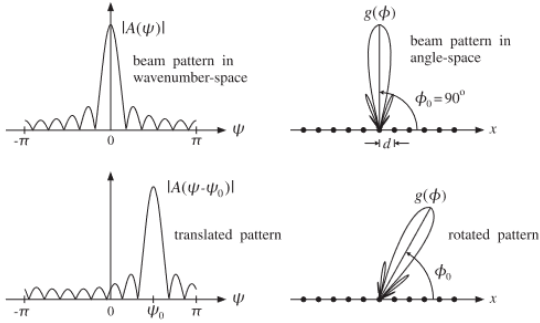 |A(ψ)|
beam pattern in
wavenumber-space
-π
0
π
ψ
g(ϕ)
beam pattern in
angle-space
ϕ₀ = 90°
d
x
|A(ψ-ψ₀)|
translated pattern
-π
0
ψ₀
π
ψ
g(ϕ)
rotated pattern
ϕ₀
x